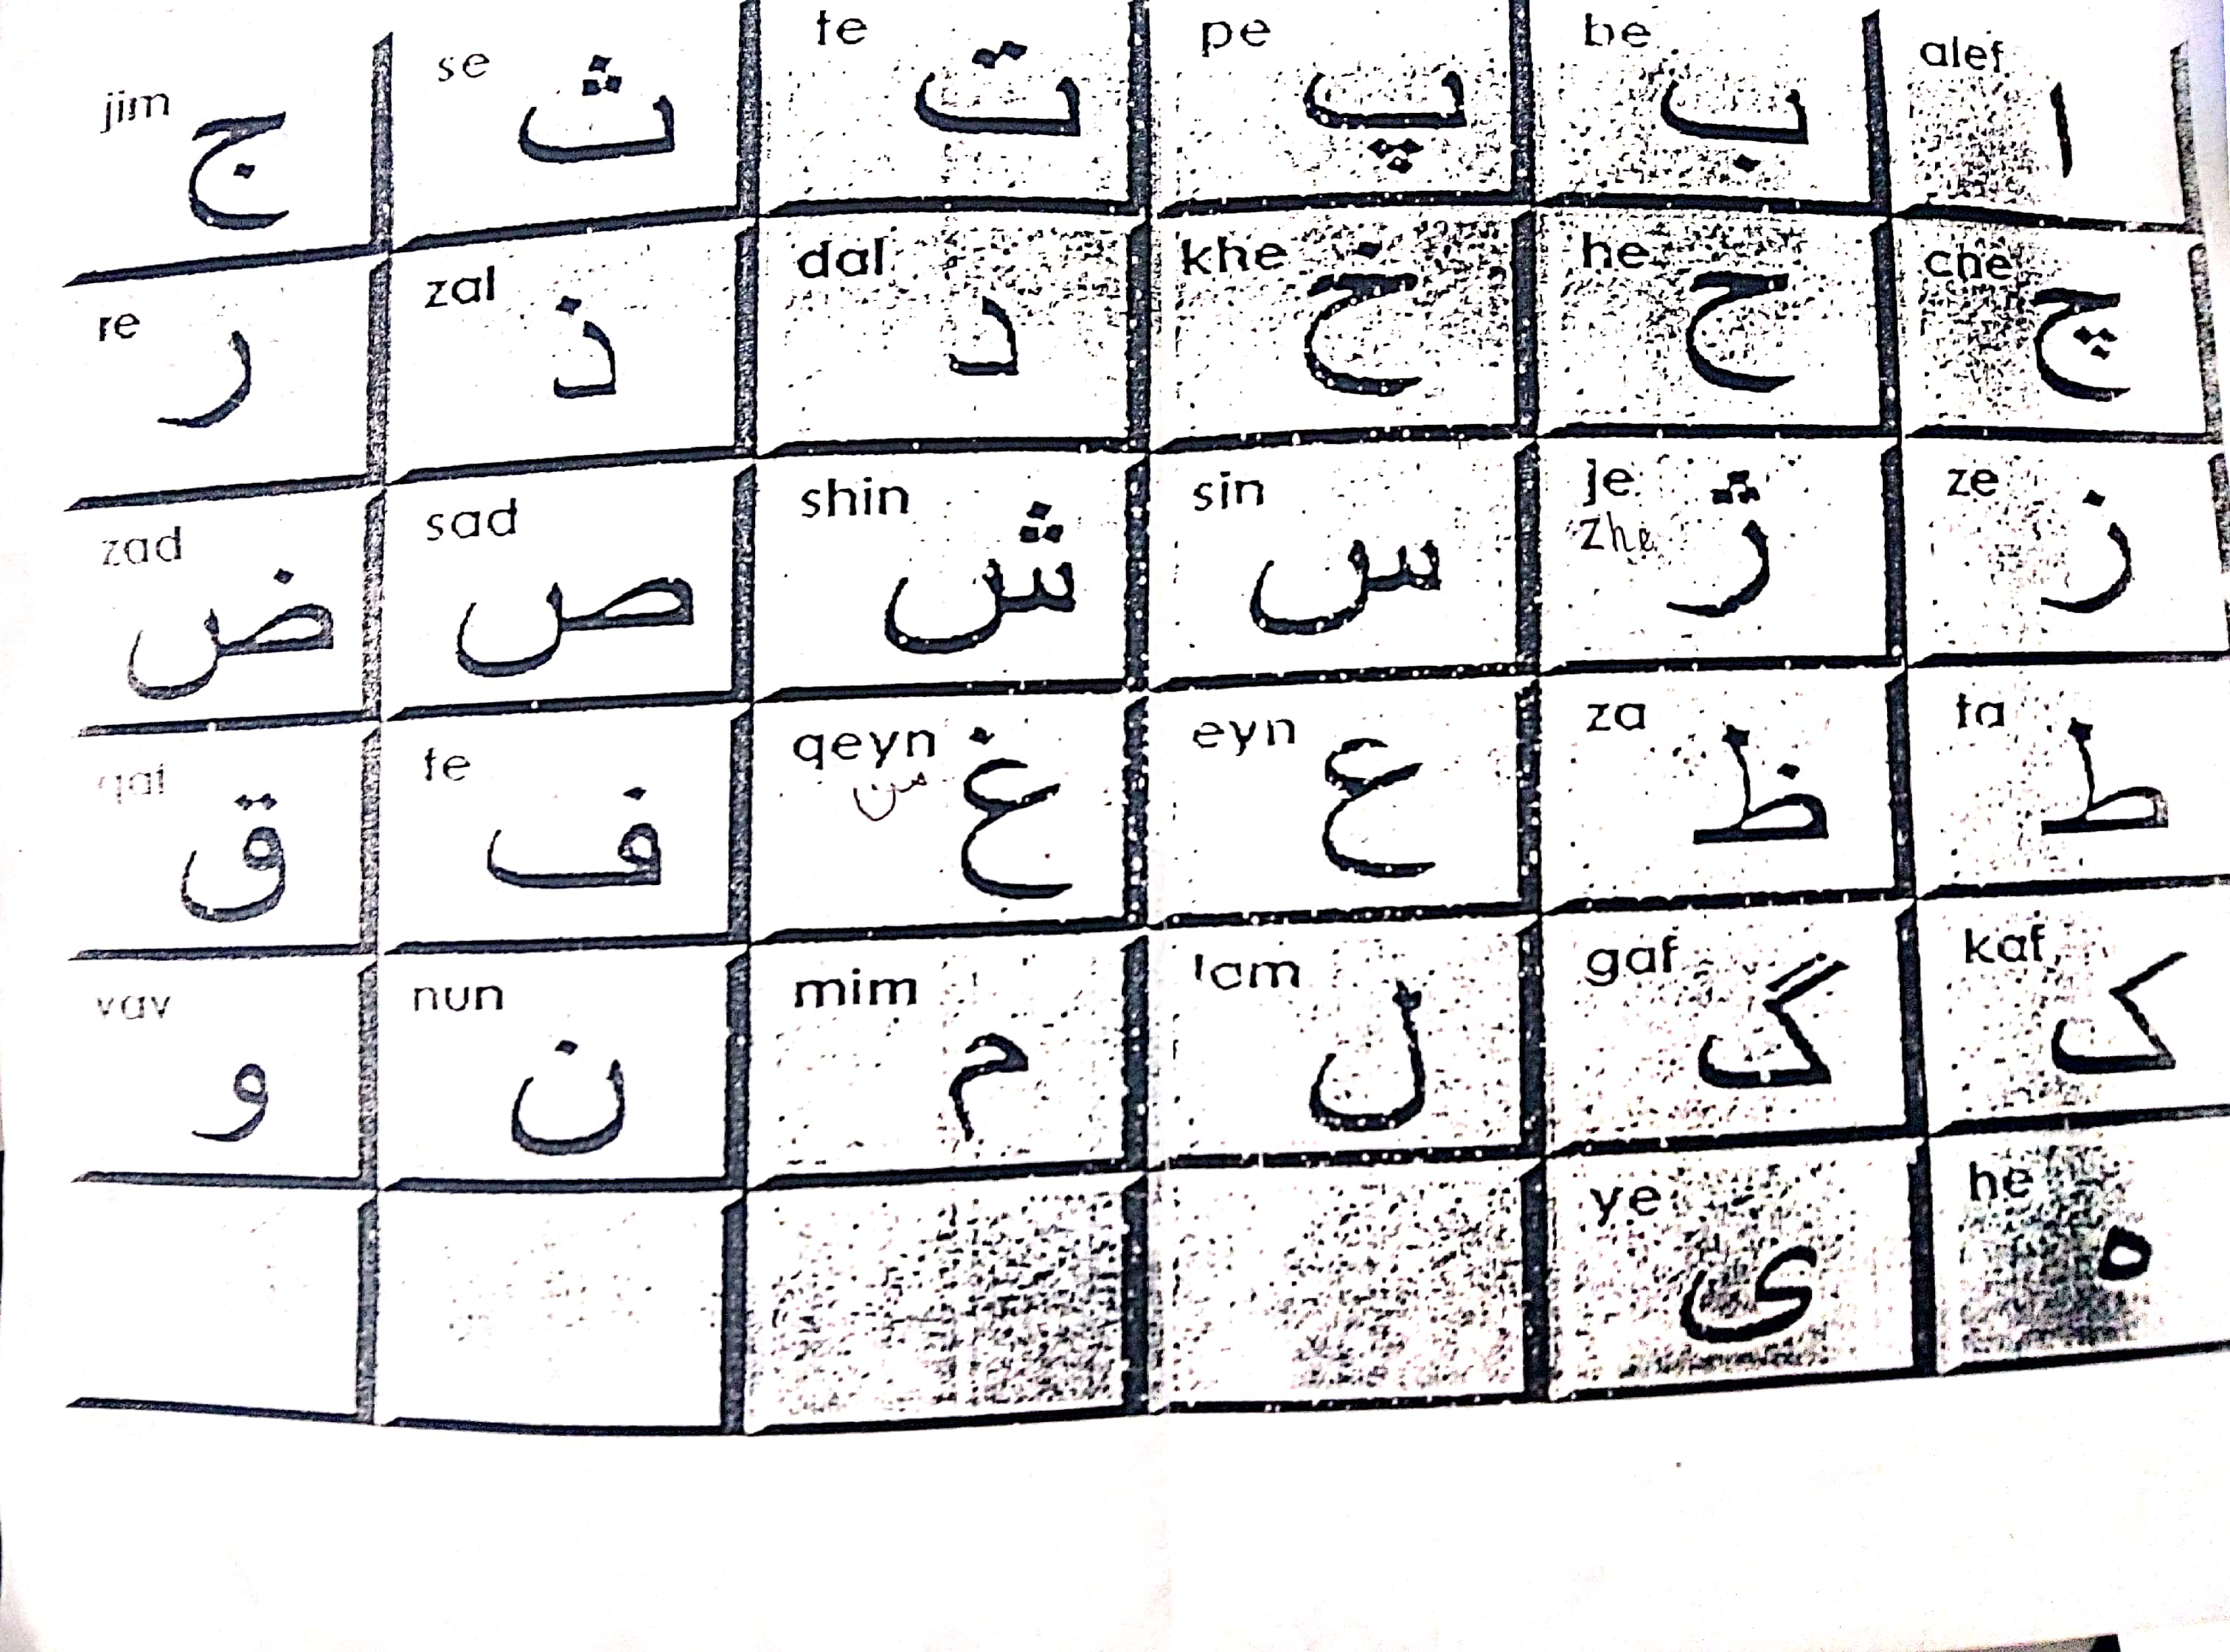 alef ا be ب pe پ te ت se ث jim ج
che چ he ح khe خ dal د zal ذ re ر
ze ز je zhe ژ sin س shin ش sad ص zad ض
ta ط za ظ eyn ع qeyn غ fe ف qaf ق
kaf ک gaf گ lam ل mim م nun ن vav و
he ه ye ی